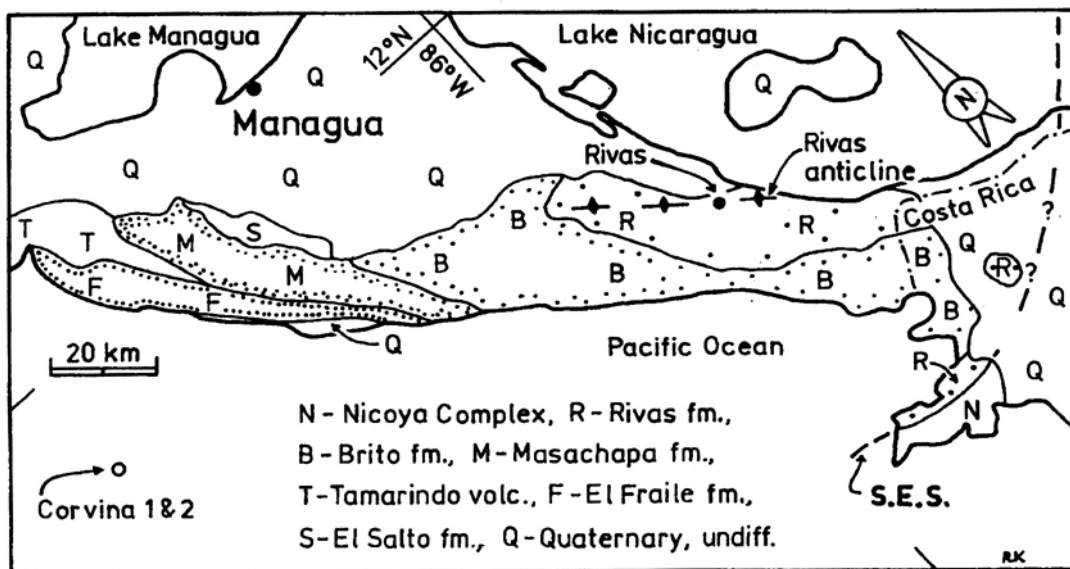 Lake Managua
Lake Nicaragua
12°N
86°W
Q
Q
Q
N
Managua
Rivas
Rivas
anticline
Q
Q
Q
Costa Rica
T
T
M
S
M
B
B
R
R
B
B
B
B
Q
R
?
?
Q
F
F
Q
20 km
Pacific Ocean
R
N
Q
S.E.S.
Corvina 1&2
N - Nicoya Complex, R - Rivas fm.,
B - Brito fm., M - Masachapa fm.,
T - Tamarindo volc., F - El Fraile fm.,
S - El Salto fm., Q - Quaternary, undiff.
RK